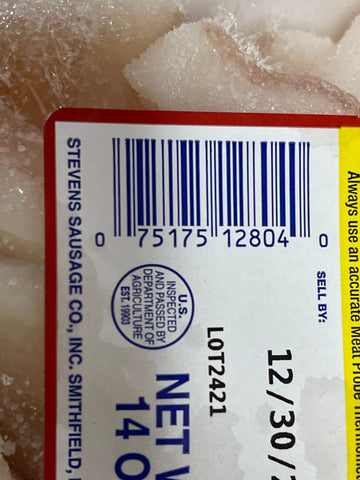 0 75175 12804 0
STEVENS SAUSAGE CO., INC. SMITHFIELD,
U.S.
INSPECTED
AND PASSED BY
DEPARTMENT OF
AGRICULTURE
EST. 19903
NET
14
LOT2421
SELL BY:
12/30/
Always use an accurate Meat Probe